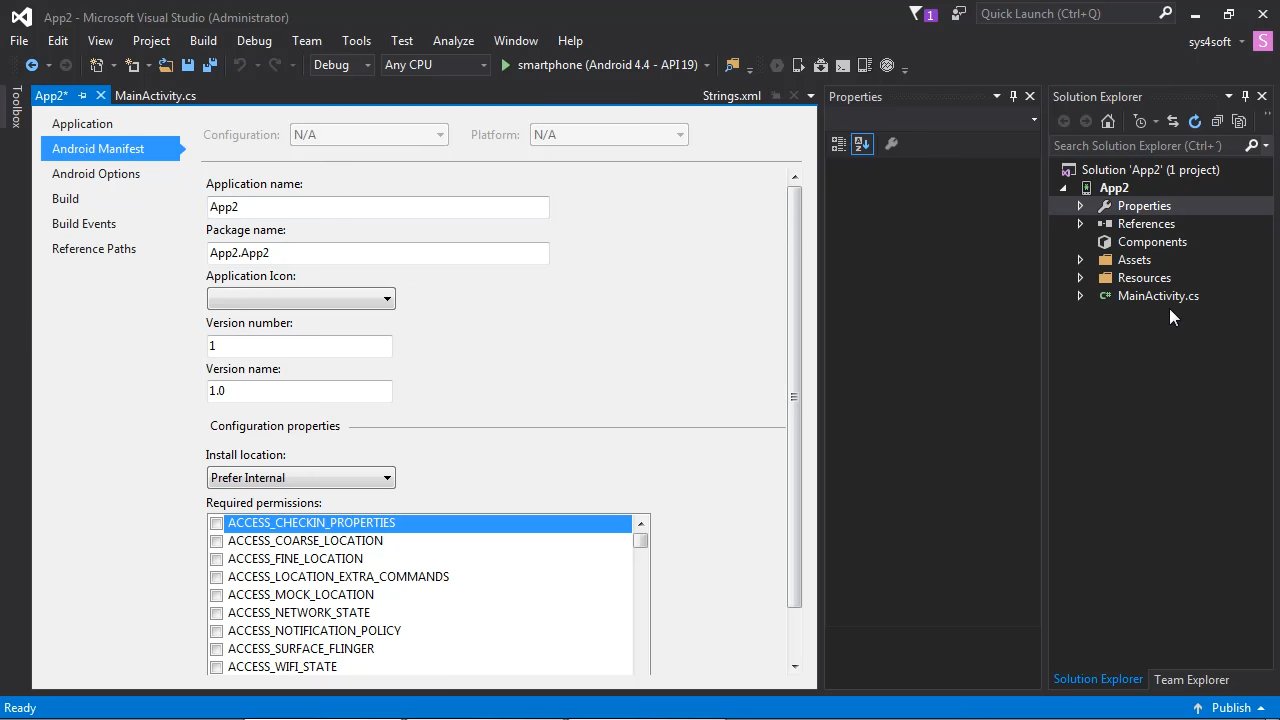 App2 - Microsoft Visual Studio (Administrator)
1
Quick Launch (Ctrl+Q)
File Edit View Project Build Debug Team Tools Test Analyze Window Help
sys4soft S
Debug Any CPU smartphone (Android 4.4 - API 19)
Toolbox
App2* MainActivity.cs Strings.xml
Application
Android Manifest
Android Options
Build
Build Events
Reference Paths
Configuration: N/A Platform: N/A
Application name:
App2
Package name:
App2.App2
Application Icon:
Version number:
1
Version name:
1.0
Configuration properties
Install location:
Prefer Internal
Required permissions:
ACCESS_CHECKIN_PROPERTIES
ACCESS_COARSE_LOCATION
ACCESS_FINE_LOCATION
ACCESS_LOCATION_EXTRA_COMMANDS
ACCESS_MOCK_LOCATION
ACCESS_NETWORK_STATE
ACCESS_NOTIFICATION_POLICY
ACCESS_SURFACE_FLINGER
ACCESS_WIFI_STATE
Properties
Solution Explorer
Search Solution Explorer (Ctrl+ˊ)
Solution 'App2' (1 project)
App2
Properties
References
Components
Assets
Resources
C# MainActivity.cs
Solution Explorer Team Explorer
Ready
Publish